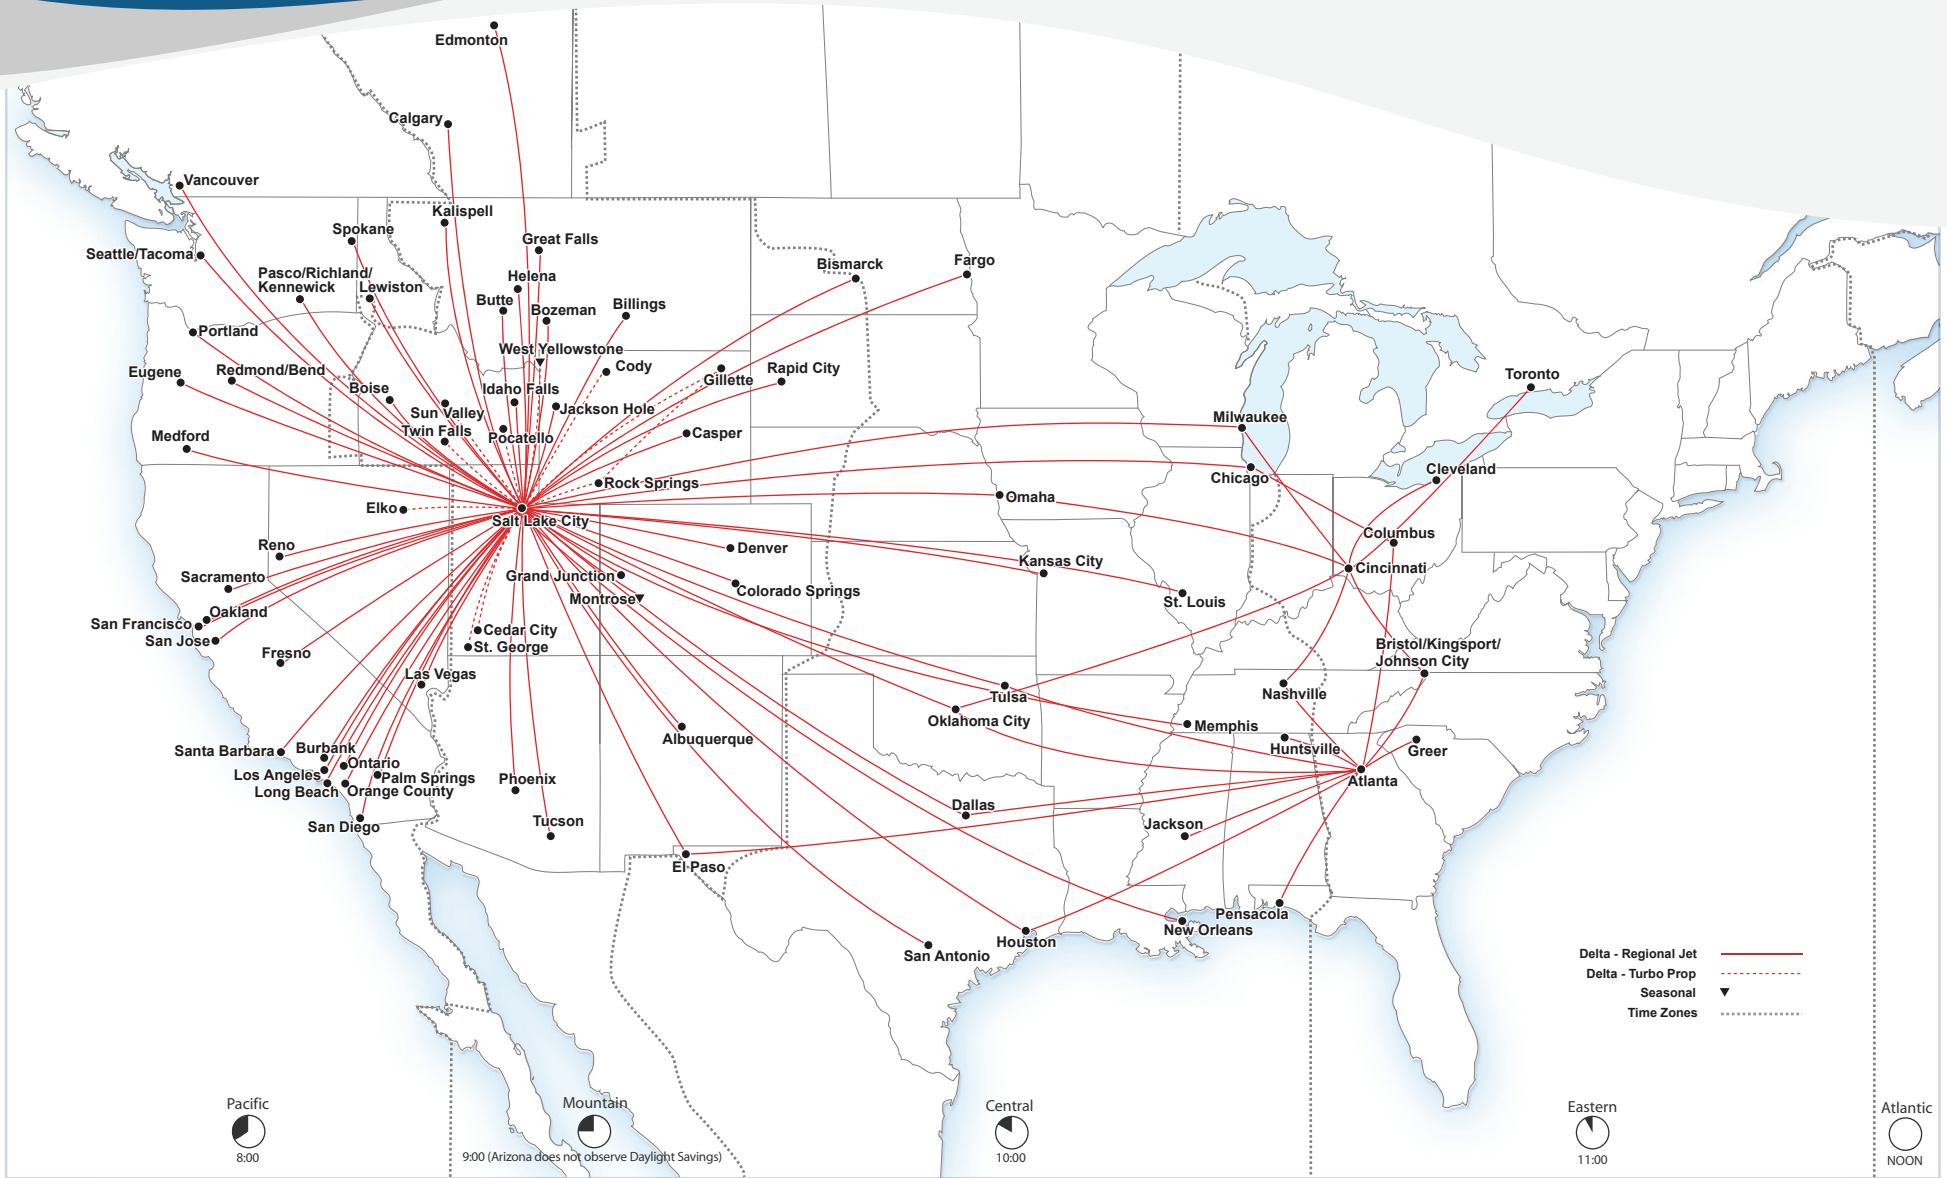 Edmonton
Calgary
Vancouver
Kalispell
Spokane
Great Falls
Seattle/Tacoma
Bismarck
Fargo
Pasco/Richland/
Kennewick
Lewiston
Helena
Butte
Bozeman
Billings
Portland
West Yellowstone
Cody
Eugene
Redmond/Bend
Gillette
Rapid City
Toronto
Boise
Idaho Falls
Sun Valley
Jackson Hole
Milwaukee
Twin Falls
Pocatello
Medford
Casper
Cleveland
Chicago
Rock Springs
Omaha
Elko
Salt Lake City
Columbus
Reno
Denver
Kansas City
Cincinnati
Sacramento
Grand Junction
Colorado Springs
Montrose
St. Louis
Oakland
San Francisco
San Jose
Cedar City
St. George
Fresno
Bristol/Kingsport/
Johnson City
Las Vegas
Nashville
Tulsa
Oklahoma City
Memphis
Albuquerque
Santa Barbara
Burbank
Huntsville
Greer
Ontario
Los Angeles
Palm Springs
Phoenix
Atlanta
Long Beach
Orange County
Dallas
San Diego
Tucson
Jackson
El Paso
Pensacola
New Orleans
Houston
San Antonio
Delta - Regional Jet
Delta - Turbo Prop
Seasonal
Time Zones
Pacific
8:00
Mountain
9:00 (Arizona does not observe Daylight Savings)
Central
10:00
Eastern
11:00
Atlantic
NOON